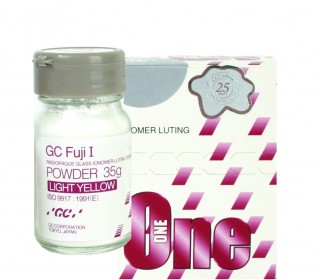 GC Fuji I
RADIOPAQUE GLASS IONOMER LUTING
POWDER 35g
LIGHT YELLOW
(ISO 9917 : 1991(E)
GC
GC CORPORATION
TOKYO, JAPAN
25
NOMER LUTING
One
ONE